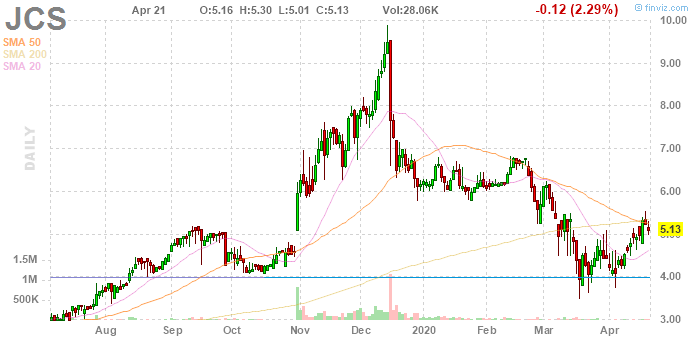 JCS
Apr 21 O:5.16 H:5.30 L:5.01 C:5.13 Vol:28.06K -0.12 (2.29%)
© finviz.com
SMA 50
SMA 200
SMA 20
DAILY
10.00
9.00
8.00
7.00
6.00
5.13
5.00
4.00
3.00
1.5M
1M
500K
Aug Sep Oct Nov Dec 2020 Feb Mar Apr